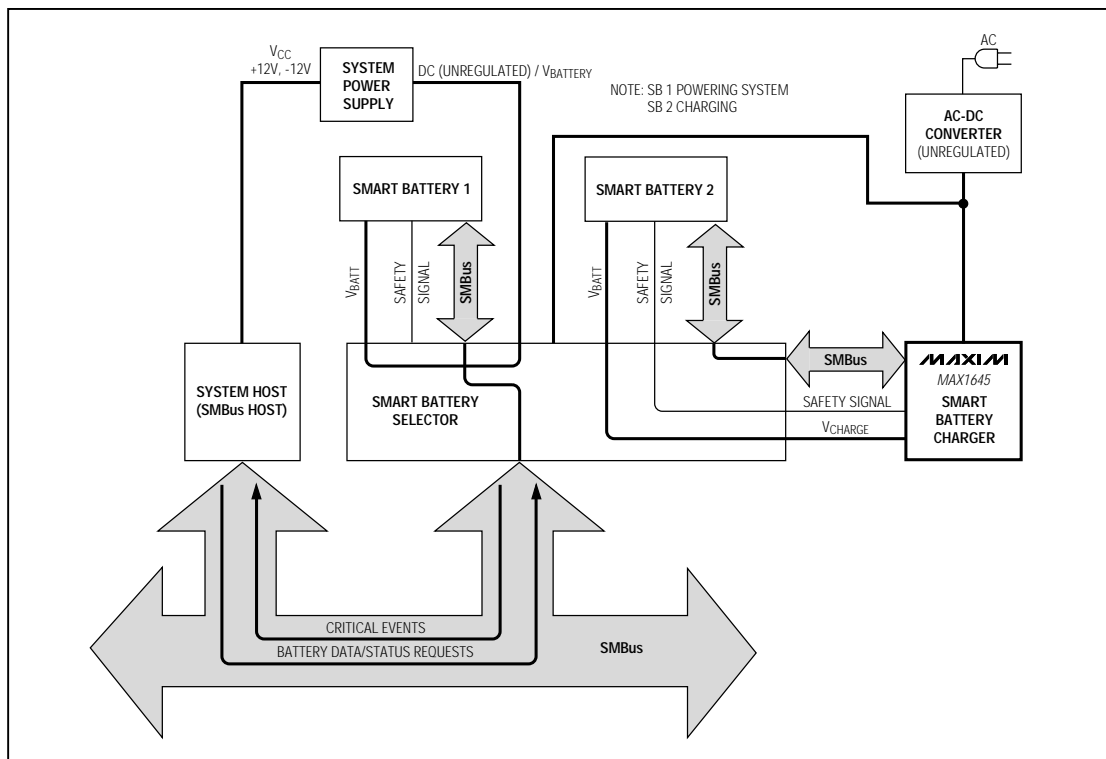 VCC
+12V, -12V
SYSTEM
POWER
SUPPLY
DC (UNREGULATED) / VBATTERY
NOTE: SB 1 POWERING SYSTEM
SB 2 CHARGING
AC
AC-DC
CONVERTER
(UNREGULATED)
SMART BATTERY 1
SMART BATTERY 2
VBATT
SAFETY
SIGNAL
SMBus
VBATT
SAFETY
SIGNAL
SMBus
SYSTEM HOST
(SMBus HOST)
SMART BATTERY
SELECTOR
SMBus
SAFETY SIGNAL
VCHARGE
MAXIM
MAX1645
SMART
BATTERY
CHARGER
CRITICAL EVENTS
BATTERY DATA/STATUS REQUESTS
SMBus